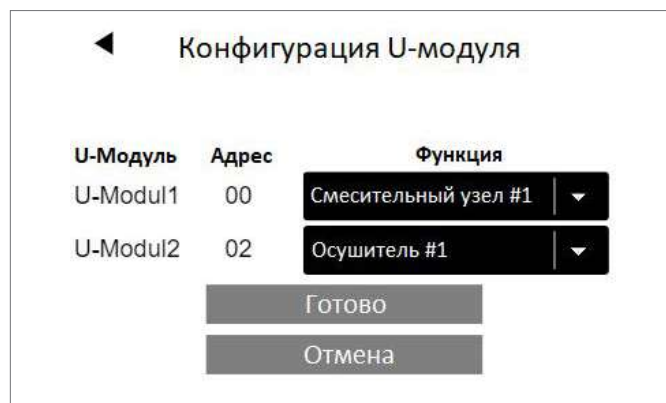 Конфигурация U-модуля
U-Модуль Адрес Функция
U-Modul1 00 Смесительный узел #1
U-Modul2 02 Осушитель #1
Готово
Отмена